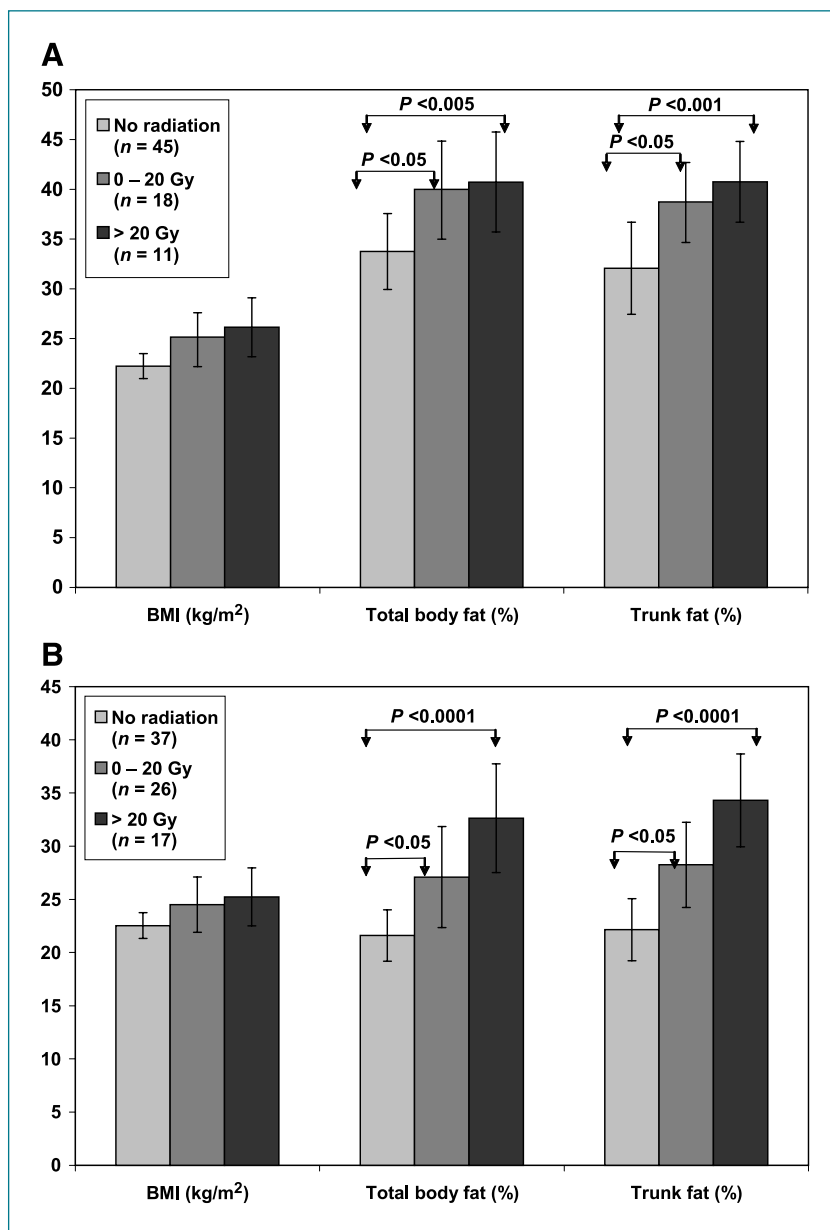 A
50
45
40
35
30
25
20
15
10
5
0
No radiation
(n = 45)
0 – 20 Gy
(n = 18)
> 20 Gy
(n = 11)
P <0.005
P <0.05
P <0.001
P <0.05
BMI (kg/m²) Total body fat (%) Trunk fat (%)
B
45
40
35
30
25
20
15
10
5
0
No radiation
(n = 37)
0 – 20 Gy
(n = 26)
> 20 Gy
(n = 17)
P <0.0001
P <0.05
P <0.0001
P <0.05
BMI (kg/m²) Total body fat (%) Trunk fat (%)